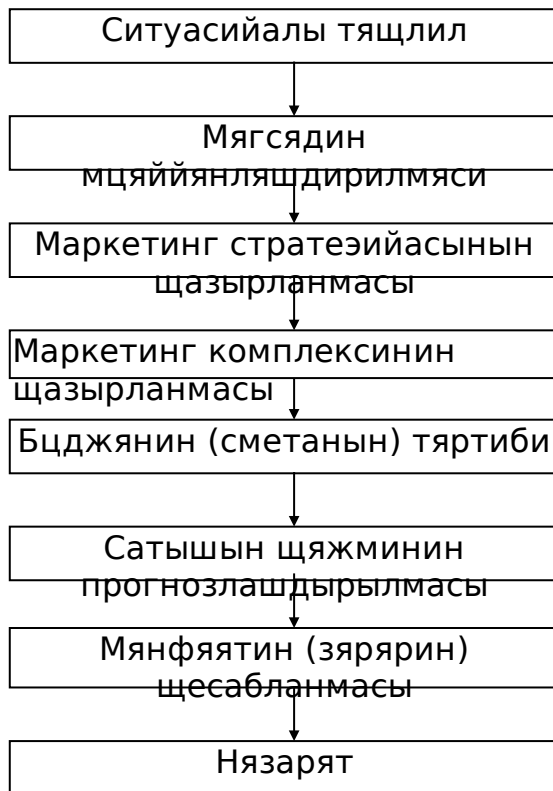 Ситуасийалы тящлил
Мягсядин
мцяййянляшдирилмяси
Маркетинг стратеэийасынын
щазырланмасы
Маркетинг комплексинин
щазырланмасы
Бцджянин (сметанын) тяртиби
Сатышын щяжминин
прогнозлашдырылмасы
Мянфяятин (зярярин)
щесабланмасы
Нязарят